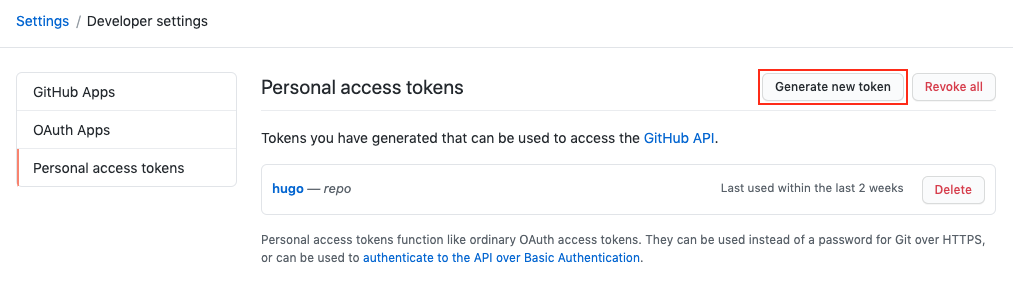 Settings / Developer settings
GitHub Apps
OAuth Apps
Personal access tokens
Personal access tokens
Generate new token
Revoke all
Tokens you have generated that can be used to access the GitHub API.
hugo — repo
Last used within the last 2 weeks
Delete
Personal access tokens function like ordinary OAuth access tokens. They can be used instead of a password for Git over HTTPS,
or can be used to authenticate to the API over Basic Authentication.